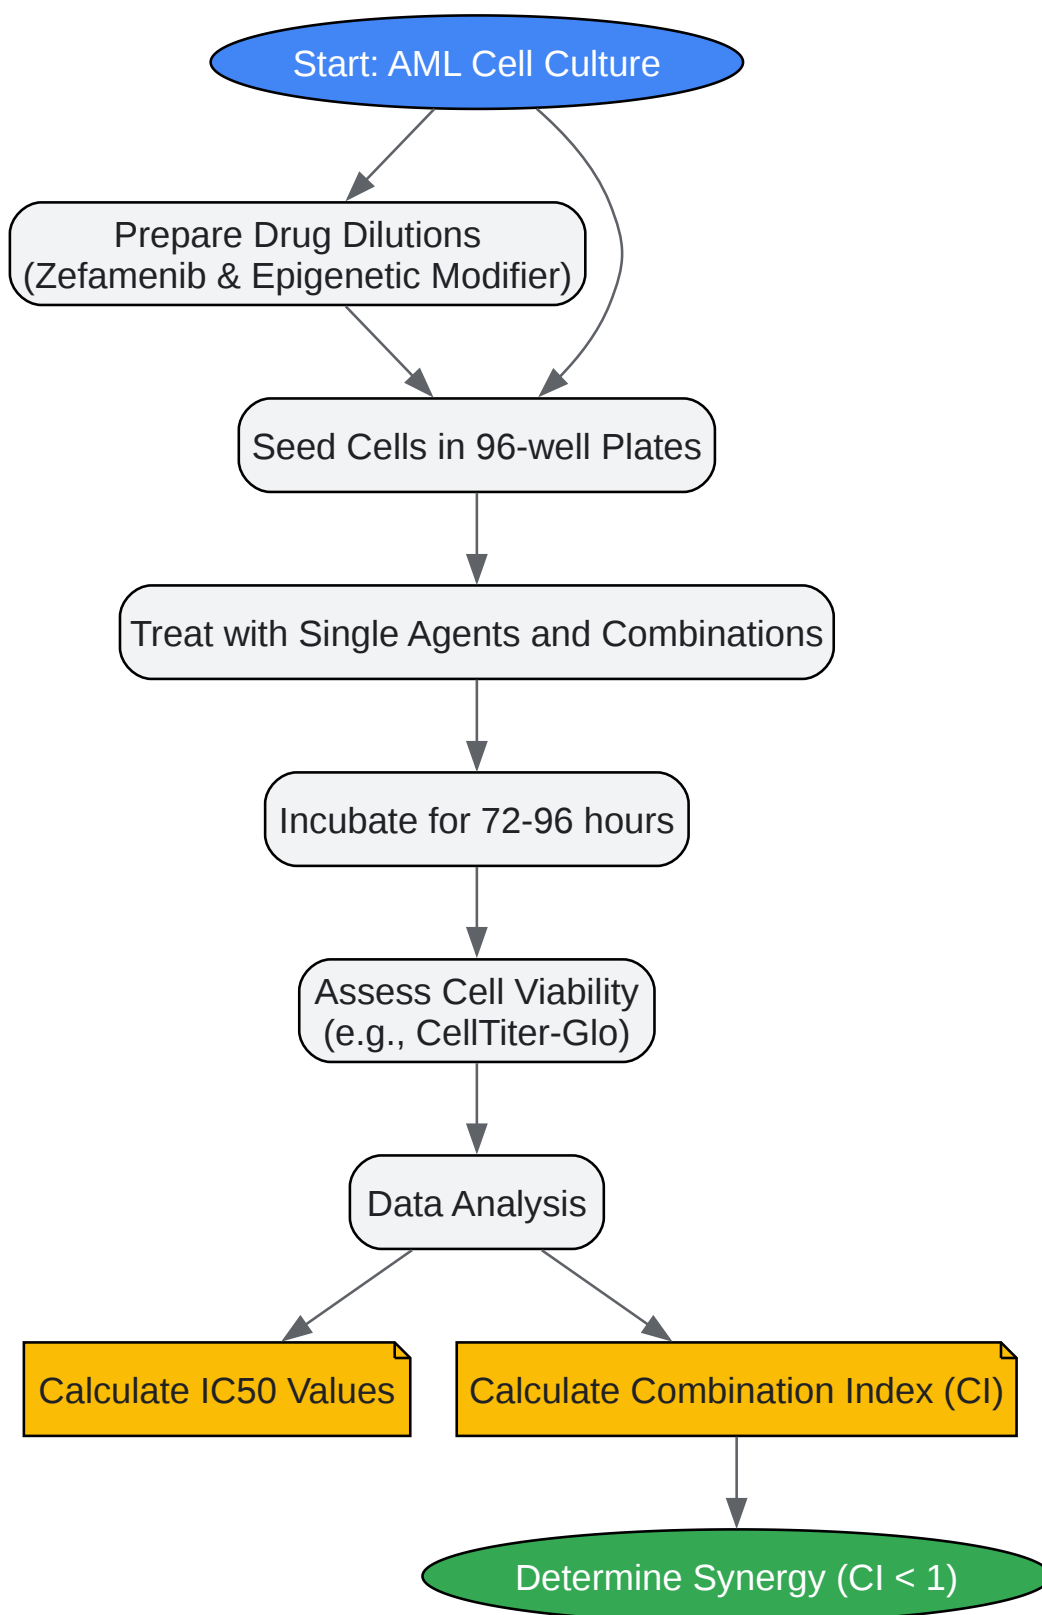 Start: AML Cell Culture
Prepare Drug Dilutions
(Zefamenib & Epigenetic Modifier)
Seed Cells in 96-well Plates
Treat with Single Agents and Combinations
Incubate for 72-96 hours
Assess Cell Viability
(e.g., CellTiter-Glo)
Data Analysis
Calculate IC50 Values
Calculate Combination Index (CI)
Determine Synergy (CI < 1)